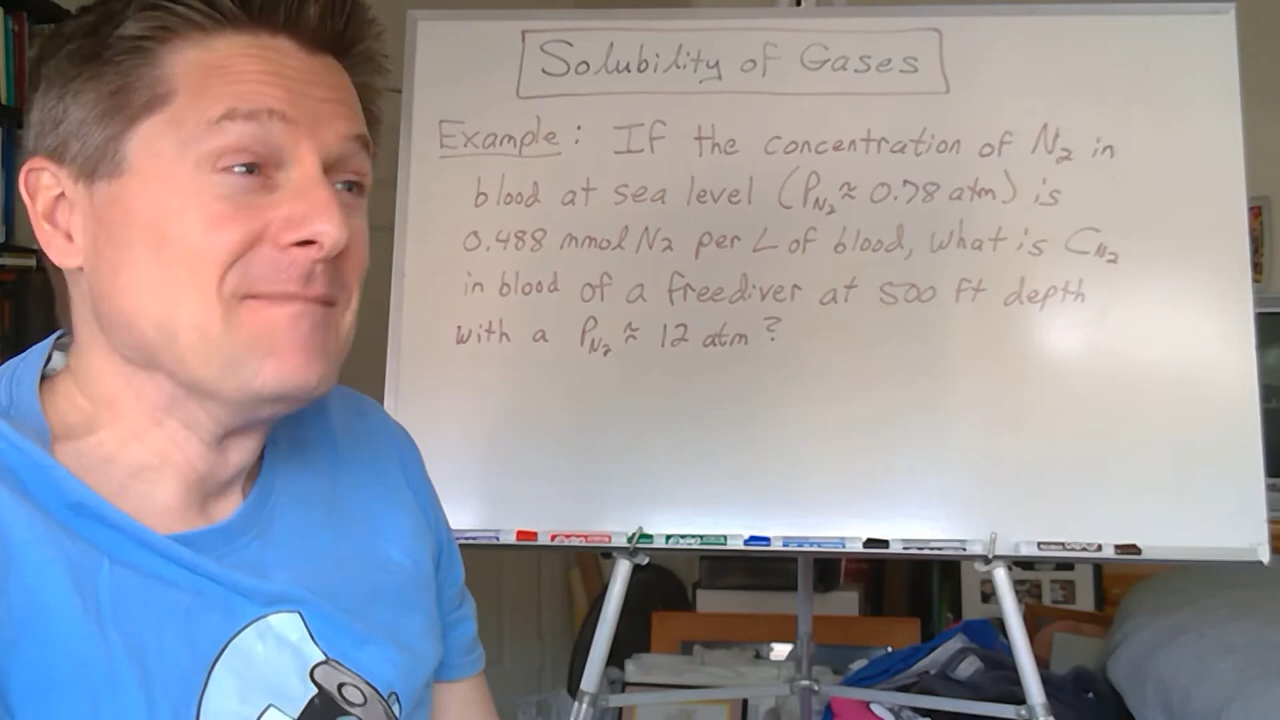 Solubility of Gases
Example: If the concentration of N₂ in
blood at sea level (P_N₂ ≈ 0.78 atm) is
0.488 mmol N₂ per L of blood, what is C_N₂
in blood of a freediver at 500 ft depth
with a P_N₂ ≈ 12 atm?